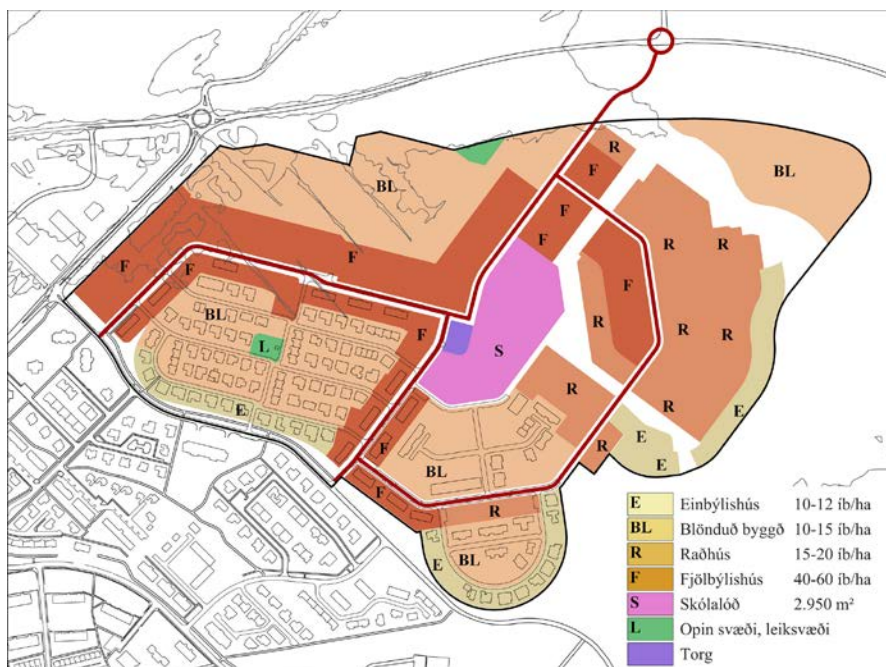 R
F
BL
BL
F
R
R
F
F
F
F
F
R
BL
F
R
R
R
L
S
E
R
R
E
E
E
F
BL
F
R
E
BL
E Einbýlishús 10-12 íb/ha
BL Blönduð byggð 10-15 íb/ha
R Raðhús 15-20 íb/ha
F Fjölbýlishús 40-60 íb/ha
S Skólalóð 2.950 m²
L Opin svæði, leiksvæði
Torg